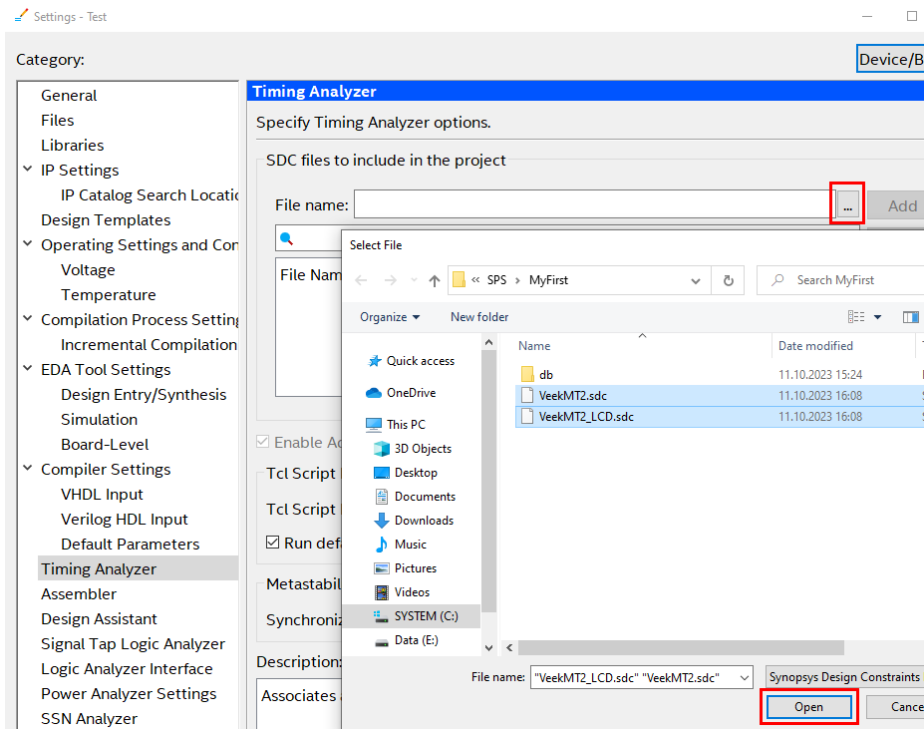 Settings - Test
Category:
Device/B
General
Files
Libraries
IP Settings
IP Catalog Search Locatic
Design Templates
Operating Settings and Con
Voltage
Temperature
Compilation Process Setting
Incremental Compilation
EDA Tool Settings
Design Entry/Synthesis
Simulation
Board-Level
Compiler Settings
VHDL Input
Verilog HDL Input
Default Parameters
Timing Analyzer
Assembler
Design Assistant
Signal Tap Logic Analyzer
Logic Analyzer Interface
Power Analyzer Settings
SSN Analyzer
Timing Analyzer
Specify Timing Analyzer options.
SDC files to include in the project
File name:
...
Add
File Nam
Enable Ad
Tcl Script
Tcl Script
Run defa
Metastabil
Synchroniz
Description:
Associates
Select File
« SPS › MyFirst
Search MyFirst
Organize
New folder
Quick access
OneDrive
This PC
3D Objects
Desktop
Documents
Downloads
Music
Pictures
Videos
SYSTEM (C:)
Data (E:)
Name Date modified
db 11.10.2023 15:24
VeekMT2.sdc 11.10.2023 16:08
VeekMT2_LCD.sdc 11.10.2023 16:08
File name: "VeekMT2_LCD.sdc" "VeekMT2.sdc"
Synopsys Design Constraints
Open
Cance